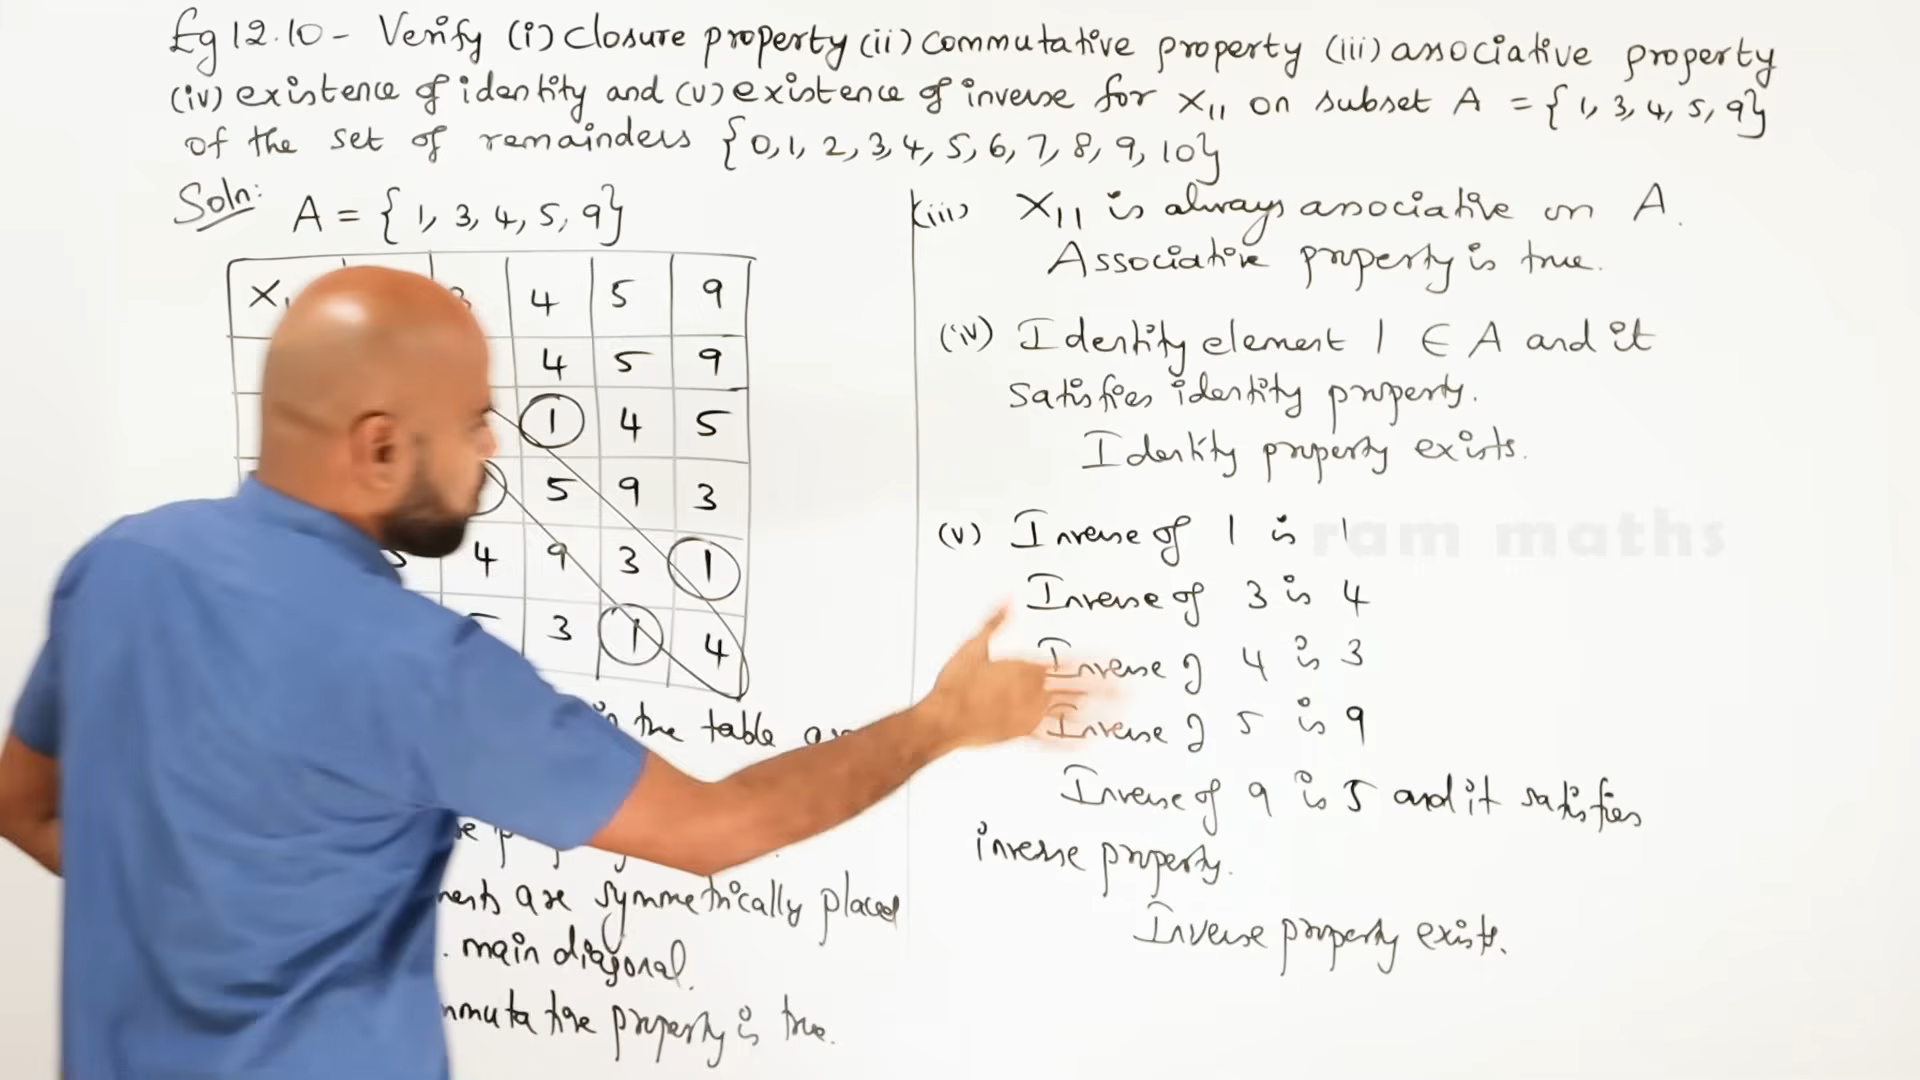 Eg 12.10 - Verify (i) closure property (ii) commutative property (iii) associative property
(iv) existence of identity and (v) existence of inverse for X11 on subset A = {1, 3, 4, 5, 9}
of the set of remainders {0, 1, 2, 3, 4, 5, 6, 7, 8, 9, 10}
Soln: A = {1, 3, 4, 5, 9}
X 3 4 5 9
4 5 9
1 4 5
5 9 3
5 4 9 3 1
3 1 4
in the table
are symmetrically placed
main diagonal.
property is true.
(iii) X11 is always associative on A.
Associative property is true.
(iv) Identity element 1 ∈ A and it
satisfies identity property.
Identity property exists.
(v) Inverse of 1 is 1
Inverse of 3 is 4
Inverse of 4 is 3
Inverse of 5 is 9
Inverse of 9 is 5 and it satisfies
inverse property.
Inverse property exists.
ram maths